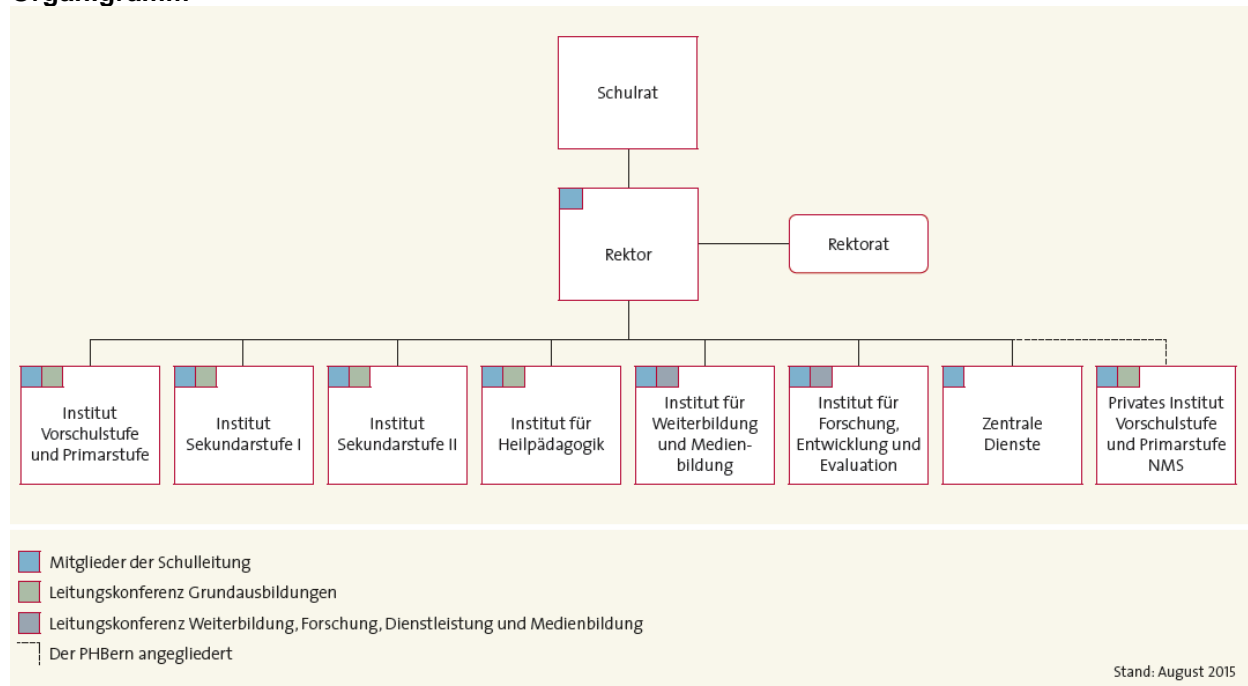 Organigramm
Schulrat
Rektor
Rektorat
Institut
Vorschulstufe
und Primarstufe
Institut
Sekundarstufe I
Institut
Sekundarstufe II
Institut für
Heilpädagogik
Institut für
Weiterbildung
und Medien-
bildung
Institut für
Forschung,
Entwicklung und
Evaluation
Zentrale
Dienste
Privates Institut
Vorschulstufe
und Primarstufe
NMS
Mitglieder der Schulleitung
Leitungskonferenz Grundausbildungen
Leitungskonferenz Weiterbildung, Forschung, Dienstleistung und Medienbildung
Der PHBern angegliedert
Stand: August 2015